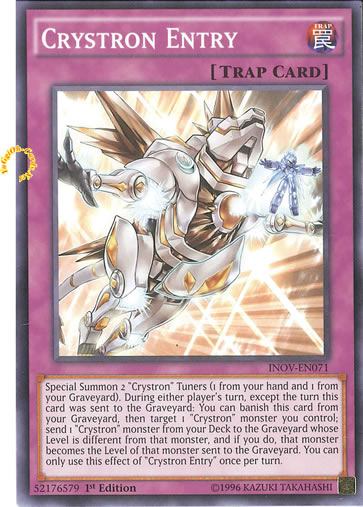 CRYSTRON ENTRY
TRAP
罠
[TRAP CARD]
INOV-EN071
Special Summon 2 "Crystron" Tuners (1 from your hand and 1 from
your Graveyard). During either player's turn, except the turn this
card was sent to the Graveyard: You can banish this card from
your Graveyard, then target 1 "Crystron" monster you control;
send 1 "Crystron" monster from your Deck to the Graveyard whose
Level is different from that monster, and if you do, that monster
becomes the Level of that monster sent to the Graveyard. You can
only use this effect of "Crystron Entry" once per turn.
52176579 1st Edition ©1996 KAZUKI TAKAHASHI